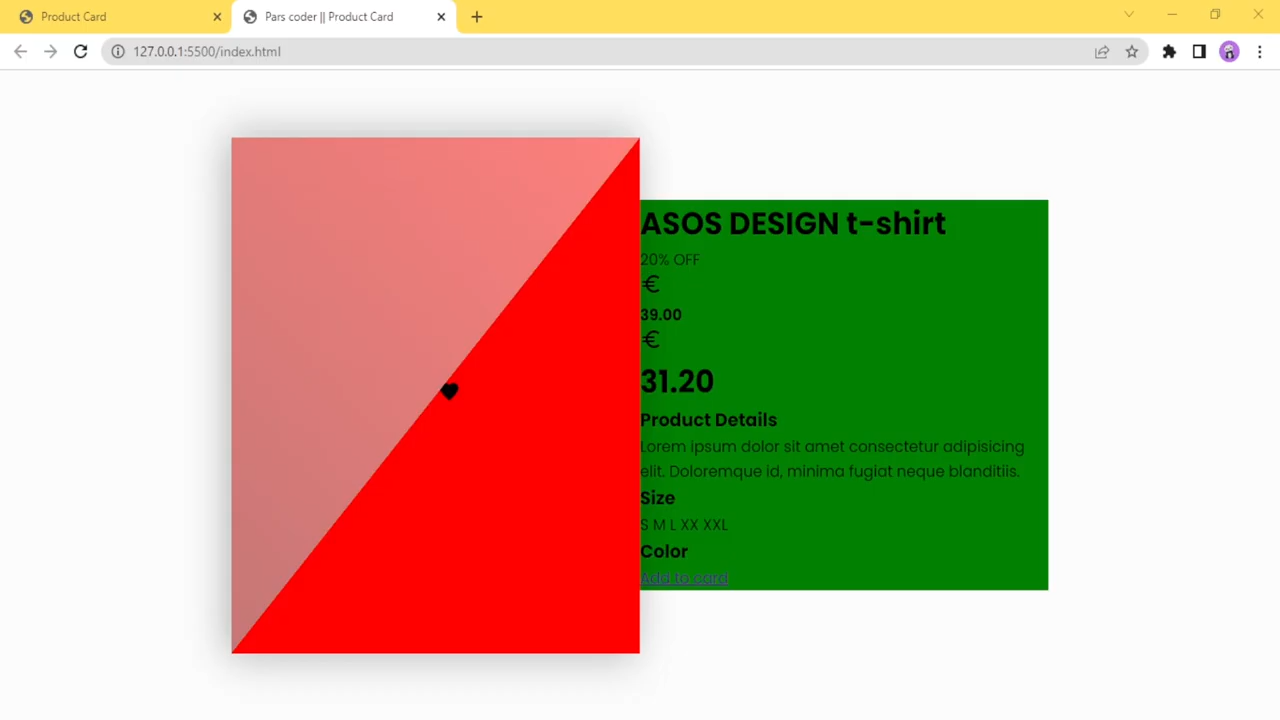 Product Card
Pars coder || Product Card
127.0.0.1:5500/index.html
ASOS DESIGN t-shirt
20% OFF
€
39.00
€
31.20
Product Details
Lorem ipsum dolor sit amet consectetur adipisicing
elit. Doloremque id, minima fugiat neque blanditiis.
Size
S M L XX XXL
Color
Add to card